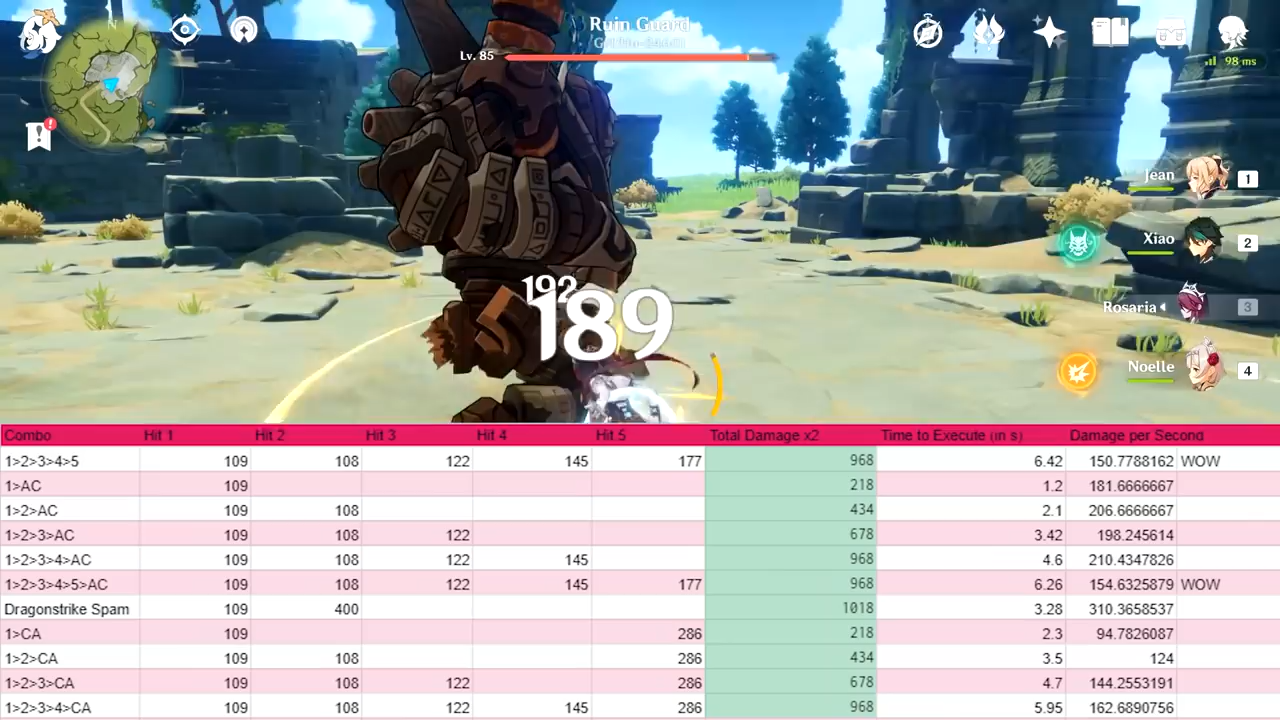 N
Ruin Guard
Lv. 85
98 ms
Jean 1
Xiao 2
Rosaria 3
Noelle 4
192
189
Combo Hit 1 Hit 2 Hit 3 Hit 4 Hit 5 Total Damage x2 Time to Execute (in s) Damage per Second
1>2>3>4>5 109 108 122 145 177 968 6.42 150.7788162 WOW
1>AC 109 218 1.2 181.6666667
1>2>AC 109 108 434 2.1 206.6666667
1>2>3>AC 109 108 122 678 3.42 198.245614
1>2>3>4>AC 109 108 122 145 968 4.6 210.4347826
1>2>3>4>5>AC 109 108 122 145 177 968 6.26 154.6325879 WOW
Dragonstrike Spam 109 400 1018 3.28 310.3658537
1>CA 109 286 218 2.3 94.7826087
1>2>CA 109 108 286 434 3.5 124
1>2>3>CA 109 108 122 286 678 4.7 144.2553191
1>2>3>4>CA 109 108 122 145 286 968 5.95 162.6890756